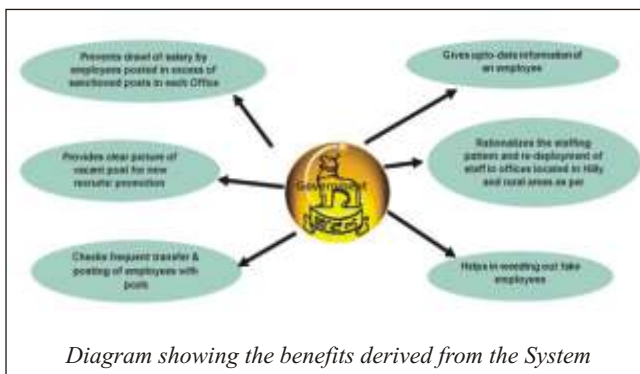 Prevents drawl of salary by
employees posted in excess of
sanctioned posts in each Office
Gives upto-date information of
an employee
Provides clear picture of
vacant post for new
recruits/ promotion
Government
Rationalizes the staffing
pattern and re-deployment of
staff to offices located in Hilly
and rural areas as per
Checks frequent transfer &
posting of employees with
posts
Helps in weeding out fake
employees
Diagram showing the benefits derived from the System